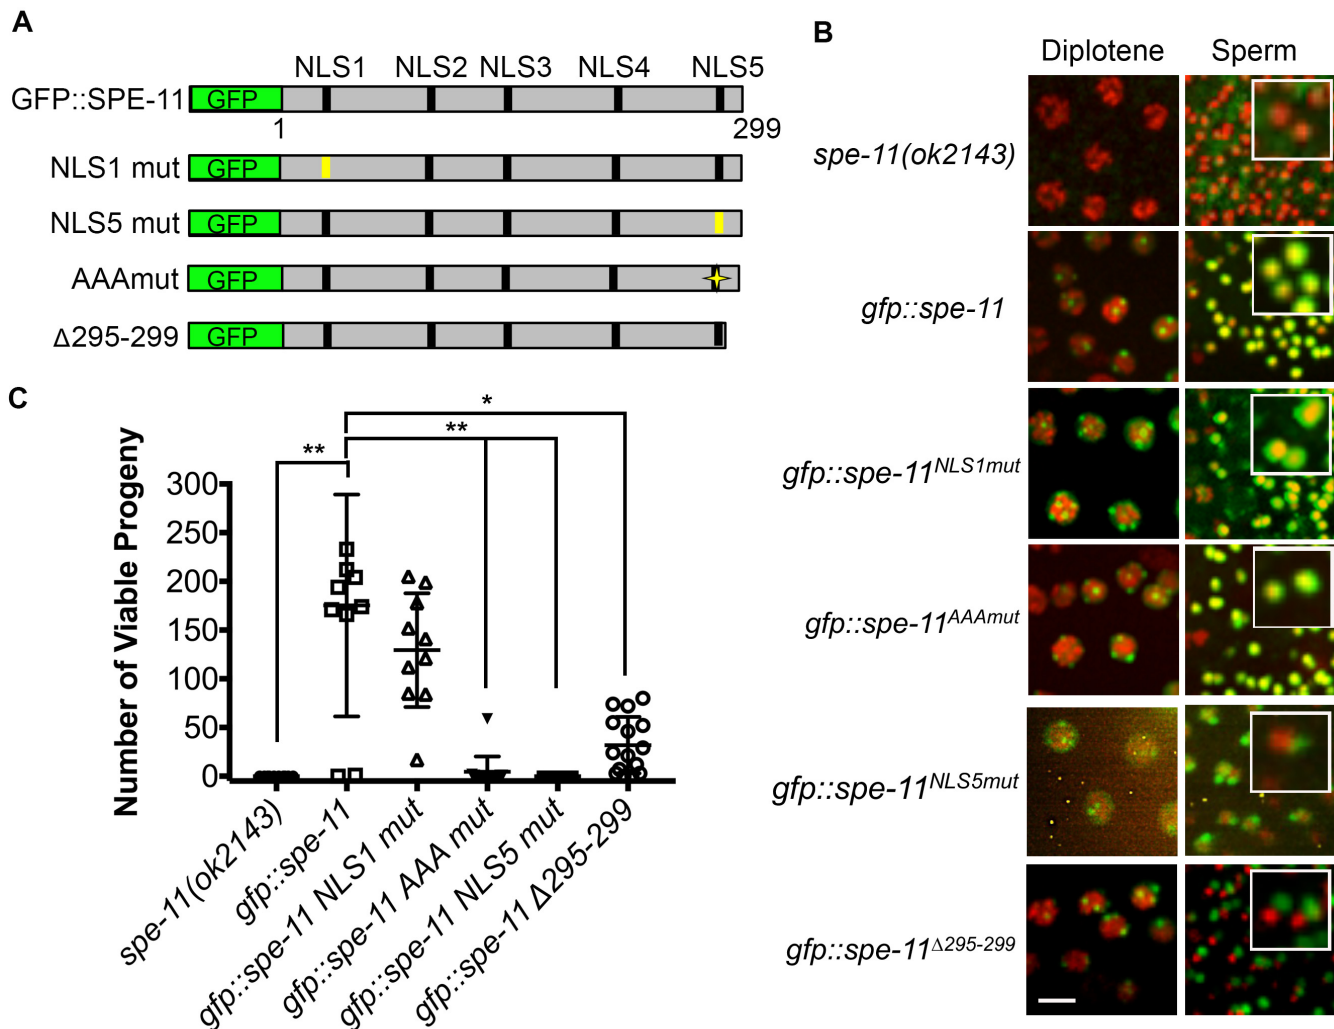 A
NLS1 NLS2 NLS3 NLS4 NLS5
GFP::SPE-11 GFP
1 299
NLS1 mut GFP
NLS5 mut GFP
AAAmut GFP
Δ295-299 GFP
B
Diplotene Sperm
spe-11(ok2143)
gfp::spe-11
gfp::spe-11NLS1mut
gfp::spe-11AAAmut
gfp::spe-11NLS5mut
gfp::spe-11Δ295-299
C
*
**
**
Number of Viable Progeny
300
250
200
150
100
50
0
spe-11(ok2143)
gfp::spe-11
gfp::spe-11 NLS1 mut
gfp::spe-11 AAA mut
gfp::spe-11 NLS5 mut
gfp::spe-11 Δ295-299